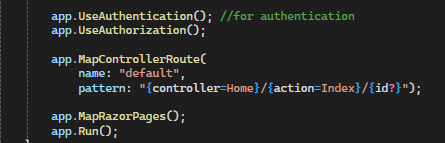 app.UseAuthentication(); //for authentication
app.UseAuthorization();
app.MapControllerRoute(
name: "default",
pattern: "{controller=Home}/{action=Index}/{id?}");
app.MapRazorPages();
app.Run();